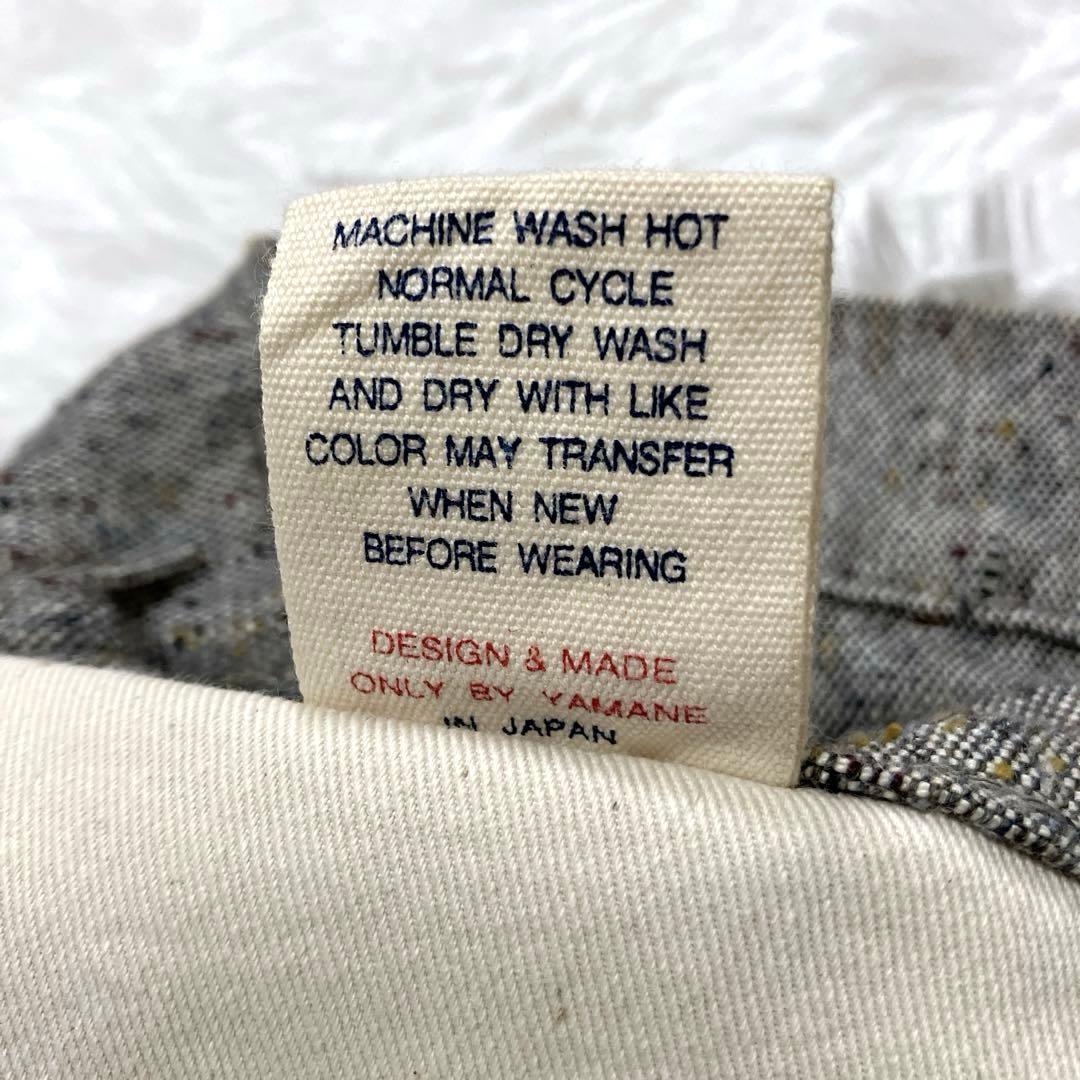 MACHINE WASH HOT
NORMAL CYCLE
TUMBLE DRY WASH
AND DRY WITH LIKE
COLOR MAY TRANSFER
WHEN NEW
BEFORE WEARING
DESIGN & MADE
ONLY BY YAMANE
IN JAPAN